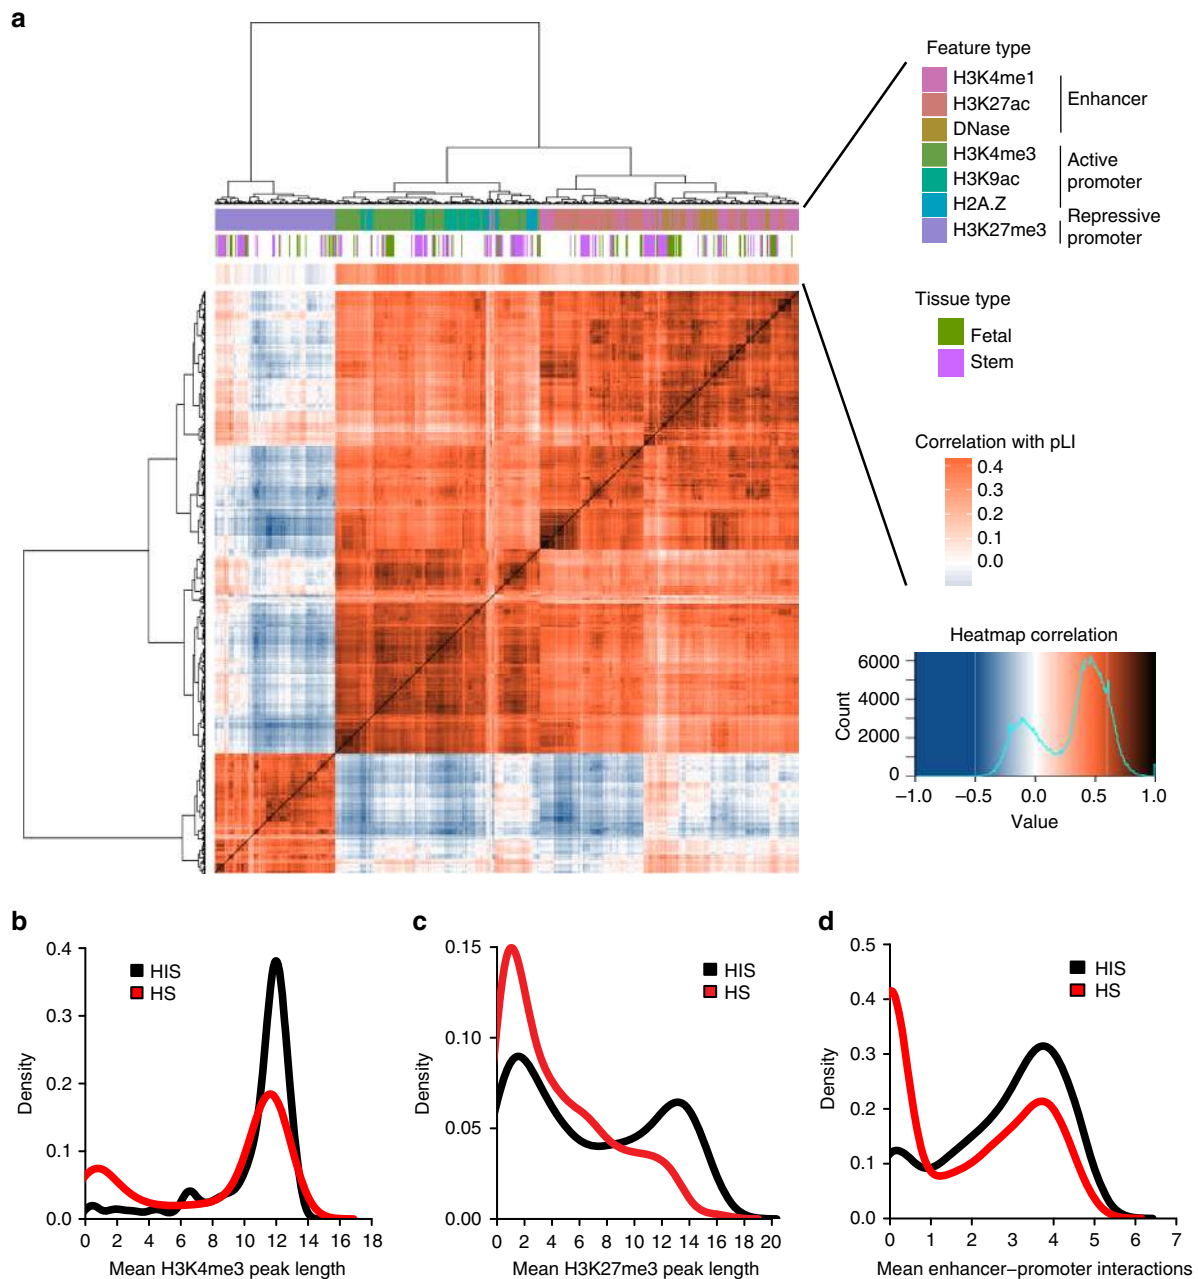 a
Feature type
H3K4me1
H3K27ac
DNase
H3K4me3
H3K9ac
H2A.Z
H3K27me3
Enhancer
Active
promoter
Repressive
promoter
Tissue type
Fetal
Stem
Correlation with pLI
0.4
0.3
0.2
0.1
0.0
Heatmap correlation
Count
6000
4000
2000
0
–1.0 –0.5 0.0 0.5 1.0
Value
b
HIS
HS
Density
0.4
0.3
0.2
0.1
0.0
0 2 4 6 8 10 12 14 16 18
Mean H3K4me3 peak length
c
HIS
HS
Density
0.15
0.10
0.05
0.00
0 2 4 6 8 10 12 14 16 18 20
Mean H3K27me3 peak length
d
HIS
HS
Density
0.5
0.4
0.3
0.2
0.1
0.0
0 1 2 3 4 5 6 7
Mean enhancer–promoter interactions